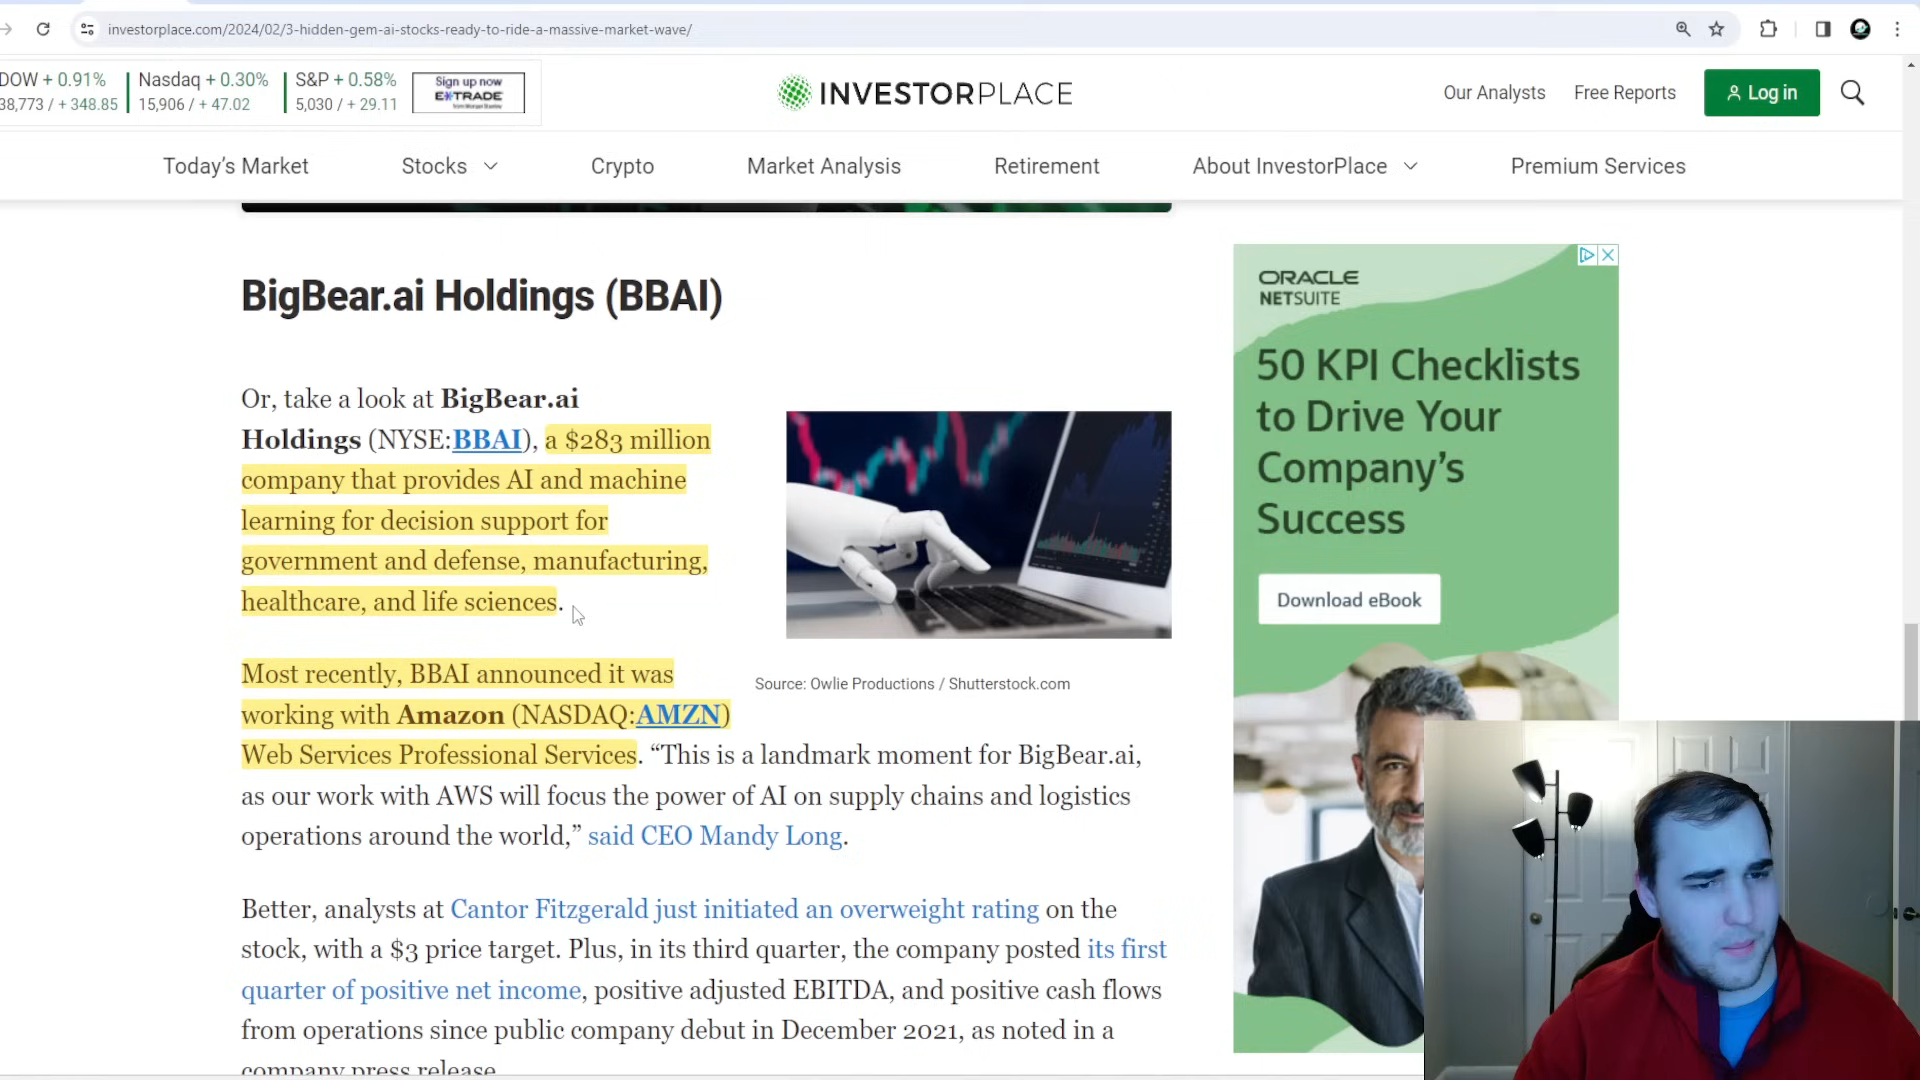 investorplace.com/2024/02/3-hidden-gem-ai-stocks-ready-to-ride-a-massive-market-wave/
DOW + 0.91%
38,773 / + 348.85
Nasdaq + 0.30%
15,906 / + 47.02
S&P + 0.58%
5,030 / + 29.11
Sign up now
E*TRADE
from Morgan Stanley
INVESTORPLACE
Our Analysts
Free Reports
Log in
Today's Market
Stocks
Crypto
Market Analysis
Retirement
About InvestorPlace
Premium Services
BigBear.ai Holdings (BBAI)
Or, take a look at BigBear.ai
Holdings (NYSE:BBAI), a $283 million
company that provides AI and machine
learning for decision support for
government and defense, manufacturing,
healthcare, and life sciences.
Source: Owlie Productions / Shutterstock.com
Most recently, BBAI announced it was
working with Amazon (NASDAQ:AMZN)
Web Services Professional Services. “This is a landmark moment for BigBear.ai,
as our work with AWS will focus the power of AI on supply chains and logistics
operations around the world,” said CEO Mandy Long.
Better, analysts at Cantor Fitzgerald just initiated an overweight rating on the
stock, with a $3 price target. Plus, in its third quarter, the company posted its first
quarter of positive net income, positive adjusted EBITDA, and positive cash flows
from operations since public company debut in December 2021, as noted in a
company press release.
ORACLE
NETSUITE
50 KPI Checklists
to Drive Your
Company's
Success
Download eBook